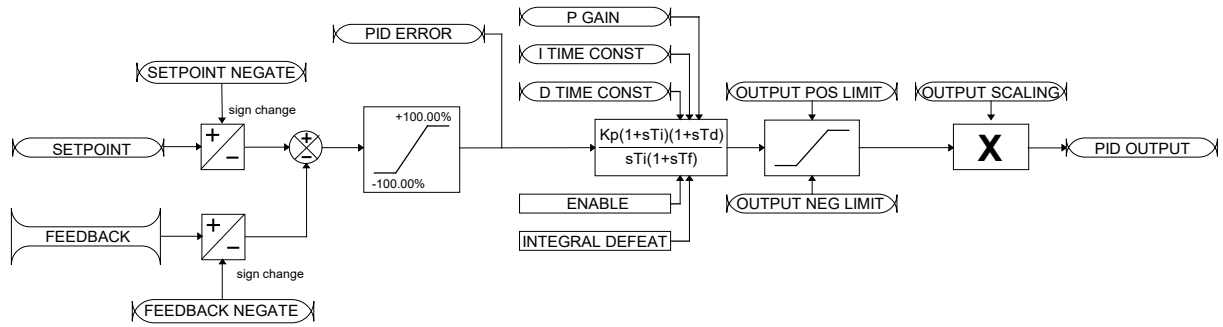 P GAIN
PID ERROR
I TIME CONST
SETPOINT NEGATE
D TIME CONST
OUTPUT POS LIMIT
OUTPUT SCALING
sign change
+100.00%
-100.00%
+
−
+
−
Kp(1+sTi)(1+sTd)
sTi(1+sTf)
X
SETPOINT
PID OUTPUT
ENABLE
OUTPUT NEG LIMIT
FEEDBACK
+
−
INTEGRAL DEFEAT
sign change
FEEDBACK NEGATE